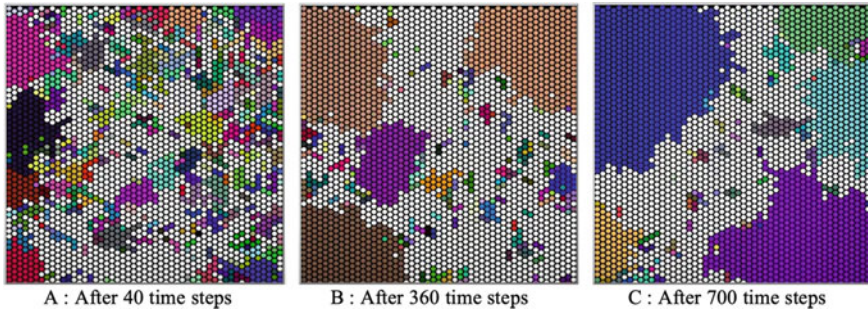 A : After 40 time steps
B : After 360 time steps
C : After 700 time steps